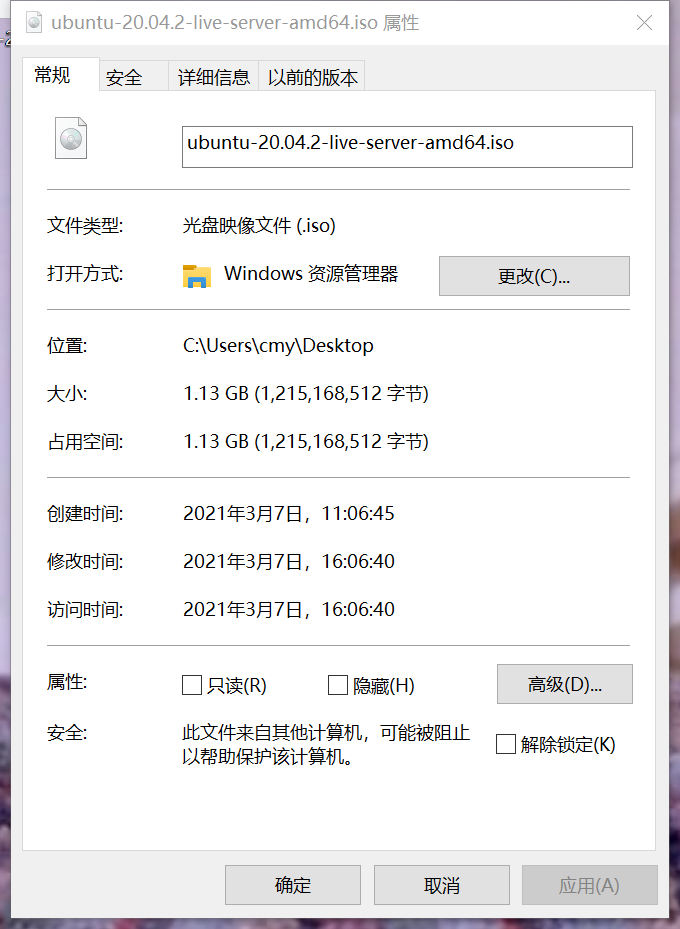 ubuntu-20.04.2-live-server-amd64.iso 属性
常规
安全
详细信息
以前的版本
ubuntu-20.04.2-live-server-amd64.iso
文件类型:
光盘映像文件 (.iso)
打开方式:
Windows 资源管理器
更改(C)...
位置:
C:\Users\cmy\Desktop
大小:
1.13 GB (1,215,168,512 字节)
占用空间:
1.13 GB (1,215,168,512 字节)
创建时间:
2021年3月7日，11:06:45
修改时间:
2021年3月7日，16:06:40
访问时间:
2021年3月7日，16:06:40
属性:
只读(R)
隐藏(H)
高级(D)...
安全:
此文件来自其他计算机，可能被阻止
以帮助保护该计算机。
解除锁定(K)
确定
取消
应用(A)